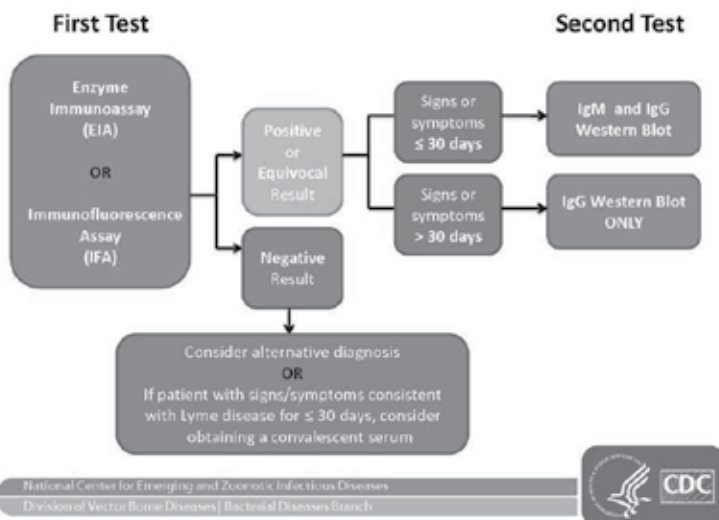 First Test
Second Test
Enzyme
Immunoassay
(EIA)
OR
Immunofluorescence
Assay
(IFA)
Positive
or
Equivocal
Result
Negative
Result
Signs or
symptoms
≤ 30 days
Signs or
symptoms
> 30 days
IgM and IgG
Western Blot
IgG Western Blot
ONLY
Consider alternative diagnosis
OR
If patient with signs/symptoms consistent
with Lyme disease for ≤ 30 days, consider
obtaining a convalescent serum
National Center for Emerging and Zoonotic Infectious Diseases
Division of Vector Borne Diseases | Bacterial Diseases Branch
CDC